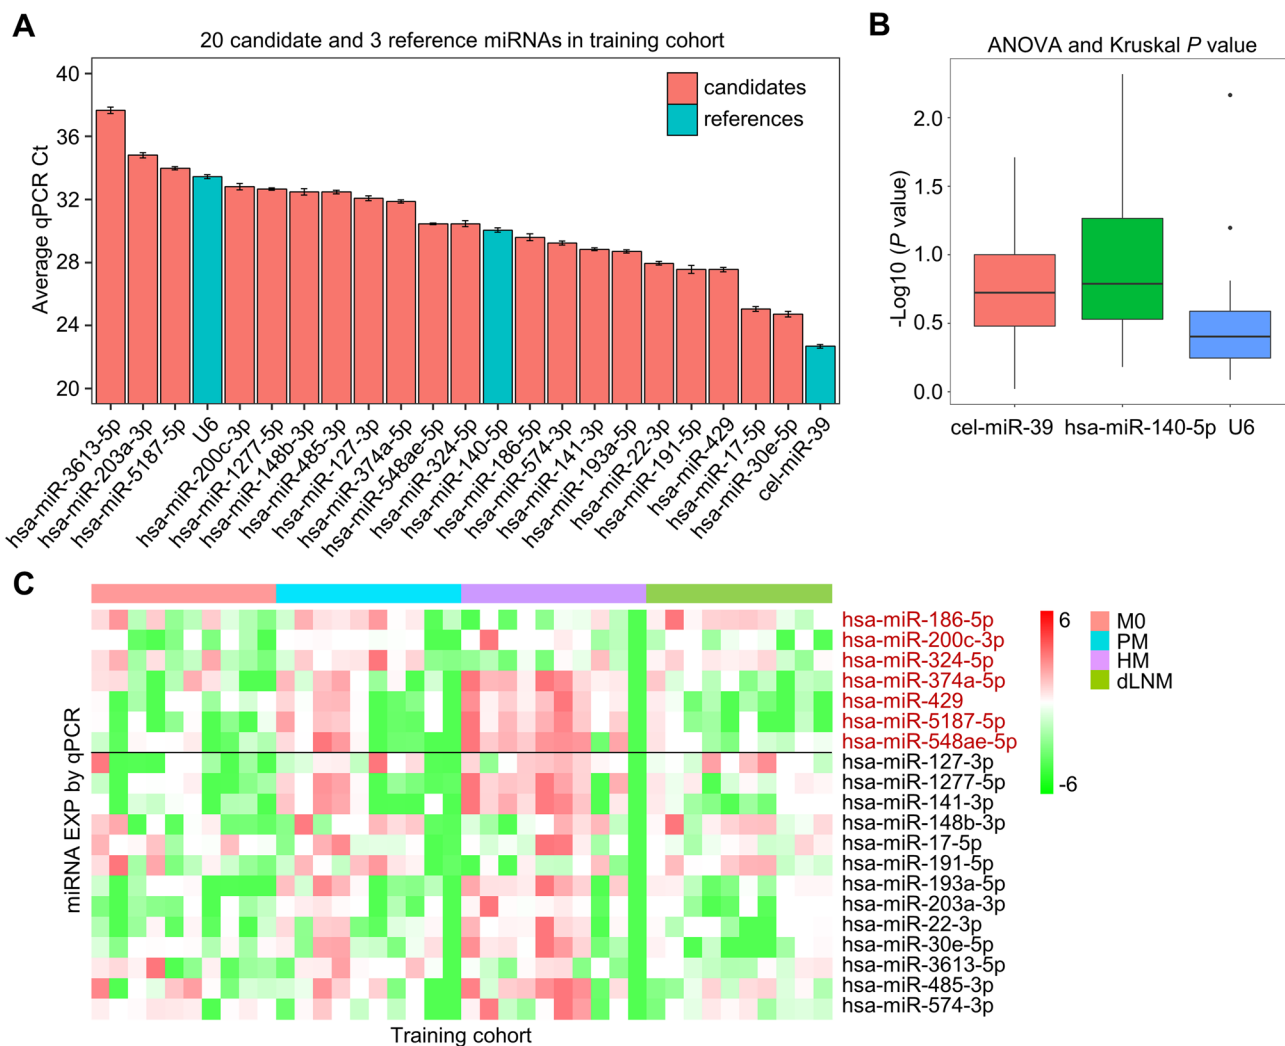 A
20 candidate and 3 reference miRNAs in training cohort
Average qPCR Ct
40
36
32
28
24
20
candidates
references
hsa-miR-3613-5p
hsa-miR-203a-3p
hsa-miR-5187-5p
U6
hsa-miR-200c-3p
hsa-miR-1277-5p
hsa-miR-148b-3p
hsa-miR-485-3p
hsa-miR-127-3p
hsa-miR-374a-5p
hsa-miR-548ae-5p
hsa-miR-324-5p
hsa-miR-140-5p
hsa-miR-186-5p
hsa-miR-574-3p
hsa-miR-141-3p
hsa-miR-193a-5p
hsa-miR-22-3p
hsa-miR-191-5p
hsa-miR-429
hsa-miR-17-5p
hsa-miR-30e-5p
cel-miR-39
B
ANOVA and Kruskal P value
-Log10 (P value)
2.0
1.5
1.0
0.5
0.0
cel-miR-39 hsa-miR-140-5p U6
C
miRNA EXP by qPCR
hsa-miR-186-5p
hsa-miR-200c-3p
hsa-miR-324-5p
hsa-miR-374a-5p
hsa-miR-429
hsa-miR-5187-5p
hsa-miR-548ae-5p
hsa-miR-127-3p
hsa-miR-1277-5p
hsa-miR-141-3p
hsa-miR-148b-3p
hsa-miR-17-5p
hsa-miR-191-5p
hsa-miR-193a-5p
hsa-miR-203a-3p
hsa-miR-22-3p
hsa-miR-30e-5p
hsa-miR-3613-5p
hsa-miR-485-3p
hsa-miR-574-3p
Training cohort
6
-6
M0
PM
HM
dLNM